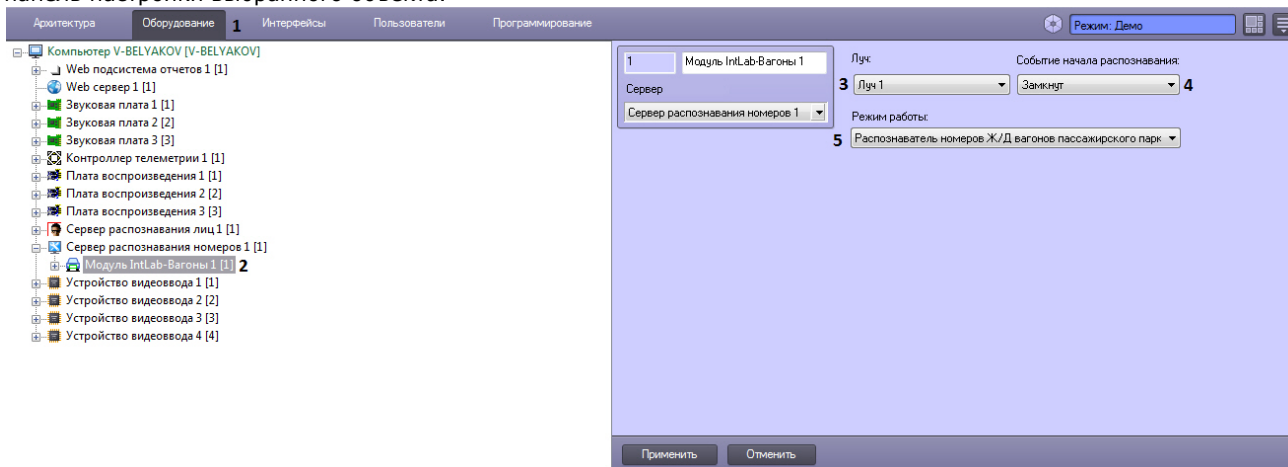 панель настройки выбранного объекта.
Архитектура Оборудование 1 Интерфейсы Пользователи Программирование Режим: Демо
Компьютер V-BELYAKOV [V-BELYAKOV]
Web подсистема отчетов 1 [1]
Web сервер 1 [1]
Звуковая плата 1 [1]
Звуковая плата 2 [2]
Звуковая плата 3 [3]
Контроллер телеметрии 1 [1]
Плата воспроизведения 1 [1]
Плата воспроизведения 2 [2]
Плата воспроизведения 3 [3]
Сервер распознавания лиц 1 [1]
Сервер распознавания номеров 1 [1]
Модуль IntLab-Вагоны 1 [1] 2
Устройство видеоввода 1 [1]
Устройство видеоввода 2 [2]
Устройство видеоввода 3 [3]
Устройство видеоввода 4 [4]
1 Модуль IntLab-Вагоны 1
Сервер
Сервер распознавания номеров 1
Луч: Событие начала распознавания:
3 Луч 1 Замкнут 4
Режим работы:
5 Распознаватель номеров Ж/Д вагонов пассажирского парк
Применить Отменить